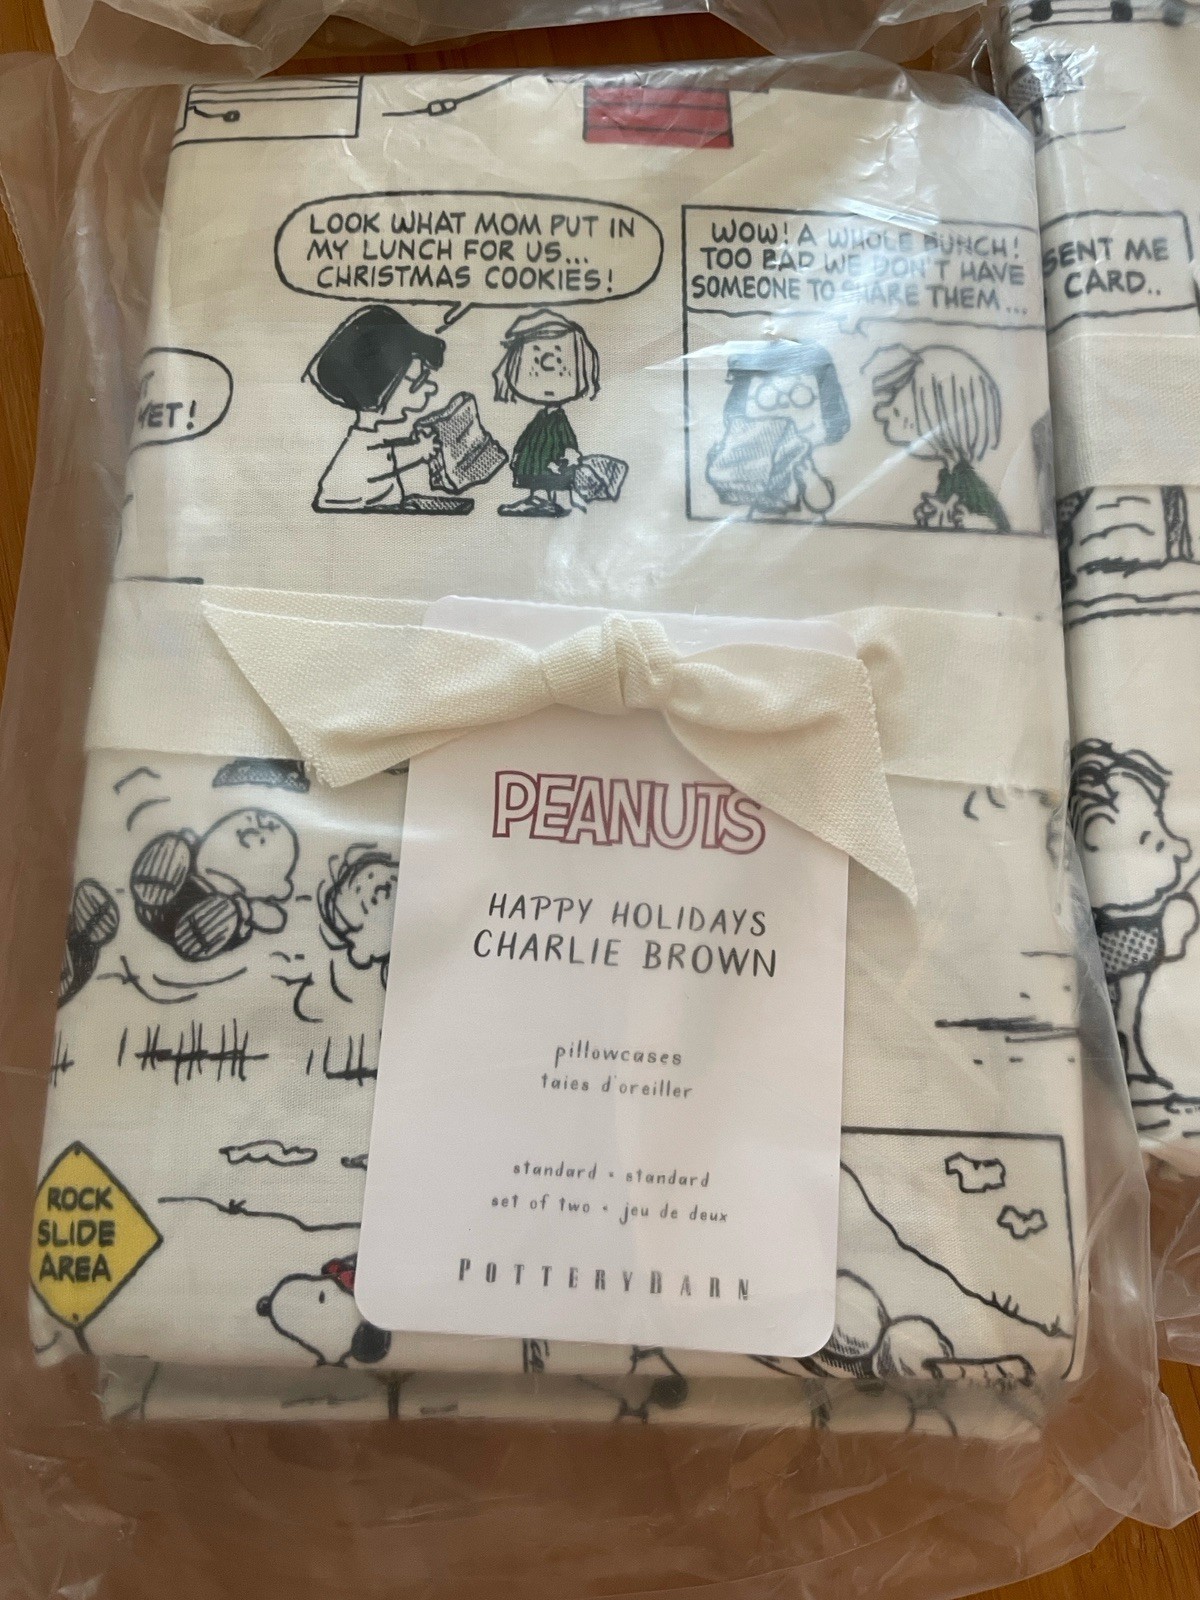 LOOK WHAT MOM PUT IN
MY LUNCH FOR US...
CHRISTMAS COOKIES!
WOW! A WHOLE BUNCH!
TOO BAD WE DON'T HAVE
SOMEONE TO SHARE THEM...
SENT ME
CARD..
YET!
PEANUTS
HAPPY HOLIDAYS
CHARLIE BROWN
pillowcases
taies d'oreiller
standard • standard
set of two • jeu de deux
POTTERYBARN
ROCK
SLIDE
AREA